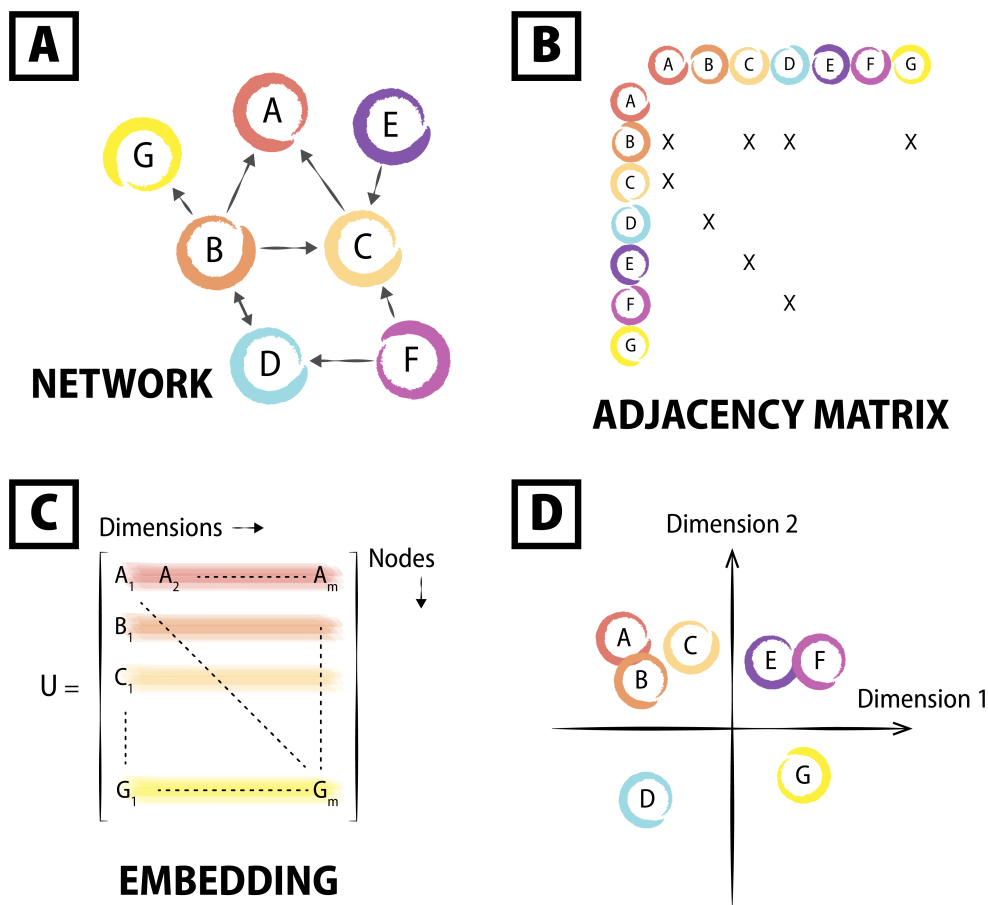 A
A
E
G
B
C
D
F
NETWORK
B
A B C D E F G
A
B X X X X
C X
D X
E X
F X
G
ADJACENCY MATRIX
C
Dimensions
Nodes
A1 A2 Am
B1
C1
U =
G1 Gm
EMBEDDING
D
Dimension 2
A
B
C
E
F
Dimension 1
D
G